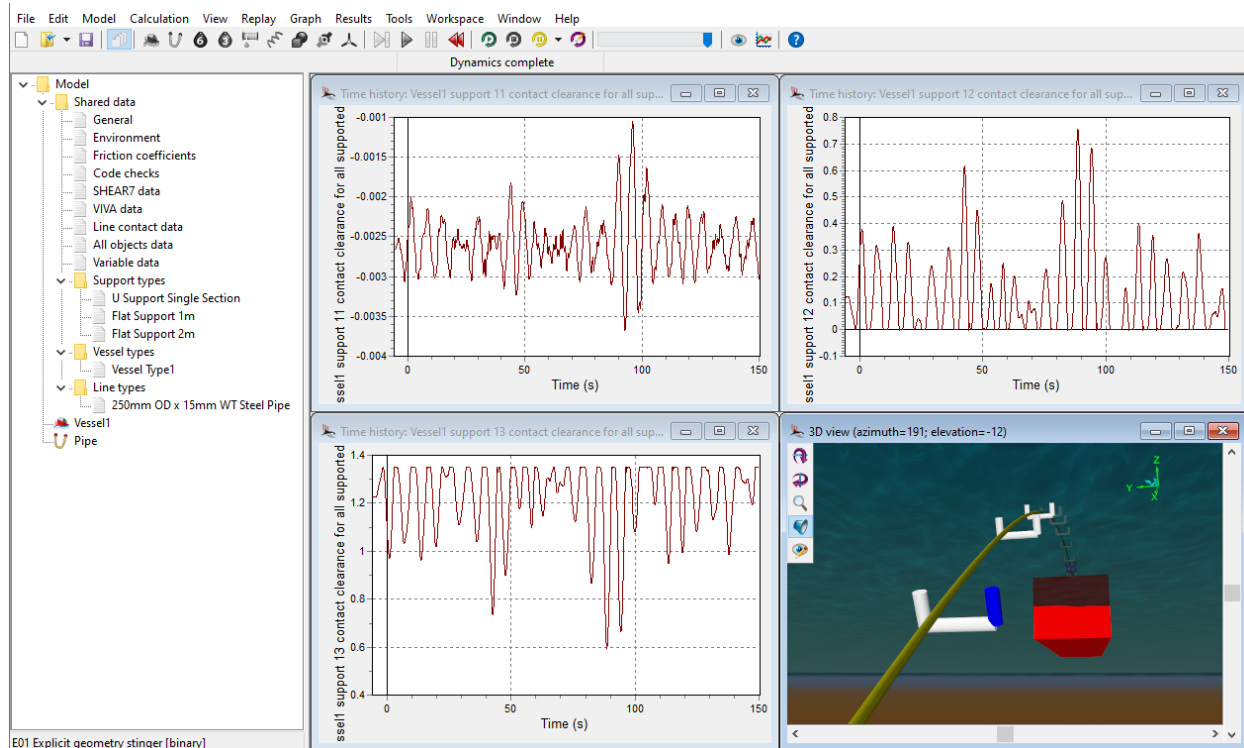 File Edit Model Calculation View Replay Graph Results Tools Workspace Window Help
Dynamics complete
Model
Shared data
General
Environment
Friction coefficients
Code checks
SHEAR7 data
VIVA data
Line contact data
All objects data
Variable data
Support types
U Support Single Section
Flat Support 1m
Flat Support 2m
Vessel types
Vessel Type1
Line types
250mm OD x 15mm WT Steel Pipe
Vessel1
Pipe
E01 Explicit geometry stinger [binary]
Time history: Vessel1 support 11 contact clearance for all sup...
ssel1 support 11 contact clearance for all supported
-0.001
-0.0015
-0.002
-0.0025
-0.003
-0.0035
-0.004
0 50 100 150
Time (s)
Time history: Vessel1 support 12 contact clearance for all sup...
ssel1 support 12 contact clearance for all supported
0.8
0.7
0.6
0.5
0.4
0.3
0.2
0.1
0
-0.1
0 50 100 150
Time (s)
Time history: Vessel1 support 13 contact clearance for all sup...
ssel1 support 13 contact clearance for all supported
1.4
1.2
1
0.8
0.6
0.4
0 50 100 150
Time (s)
3D view (azimuth=191; elevation=-12)
Z
Y
X